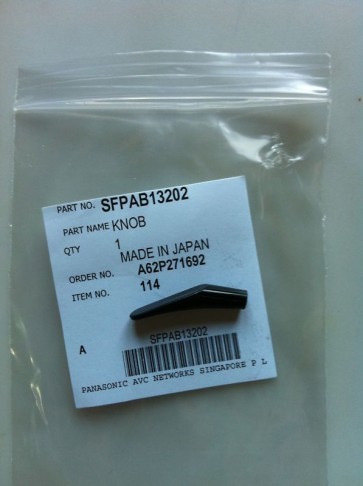 PART NO. SFPAB13202
PART NAME KNOB
QTY 1
MADE IN JAPAN
ORDER NO. A62P271692
ITEM NO. 114
A
SFPAB13202
PANASONIC AVC NETWORKS SINGAPORE P L